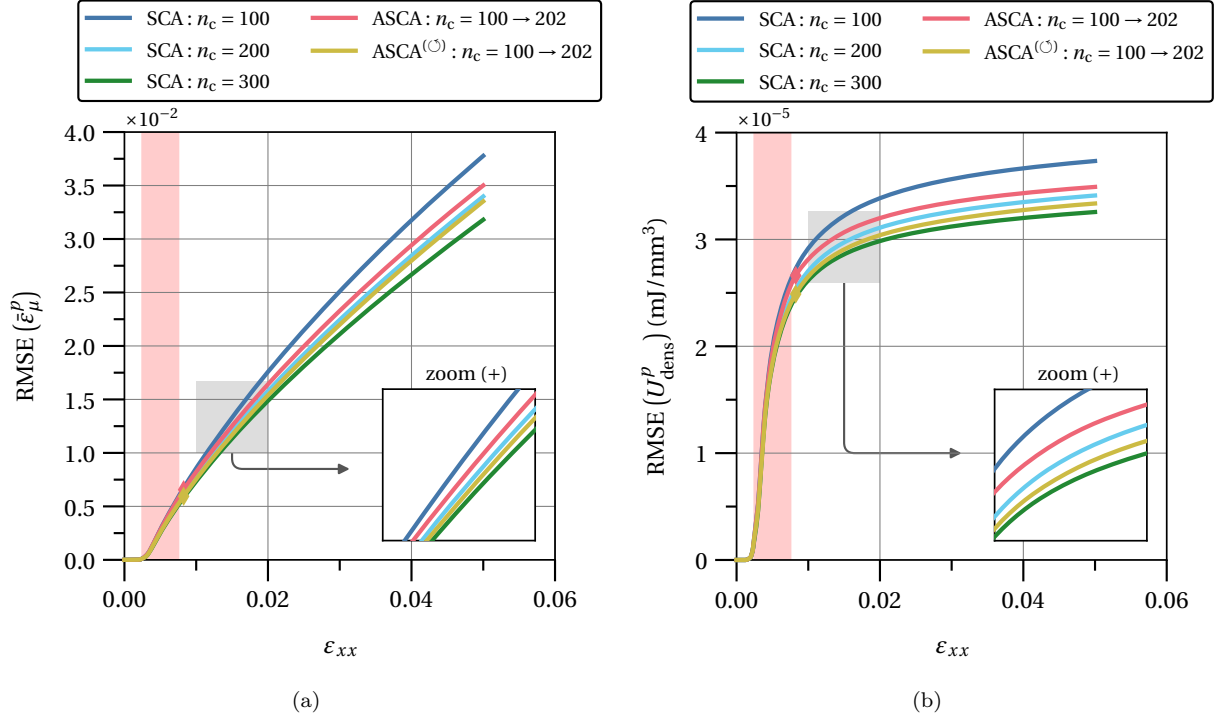 SCA : n_c = 100
SCA : n_c = 200
SCA : n_c = 300
ASCA : n_c = 100 → 202
ASCA^(↺) : n_c = 100 → 202
×10⁻²
4.0
3.5
3.0
2.5
2.0
1.5
1.0
0.5
0.0
RMSE (ε̄^p_μ)
zoom (+)
0.00 0.02 0.04 0.06
ε_xx
(a)
SCA : n_c = 100
SCA : n_c = 200
SCA : n_c = 300
ASCA : n_c = 100 → 202
ASCA^(↺) : n_c = 100 → 202
×10⁻⁵
4
3
2
1
0
RMSE (U^p_dens) (mJ/mm³)
zoom (+)
0.00 0.02 0.04 0.06
ε_xx
(b)